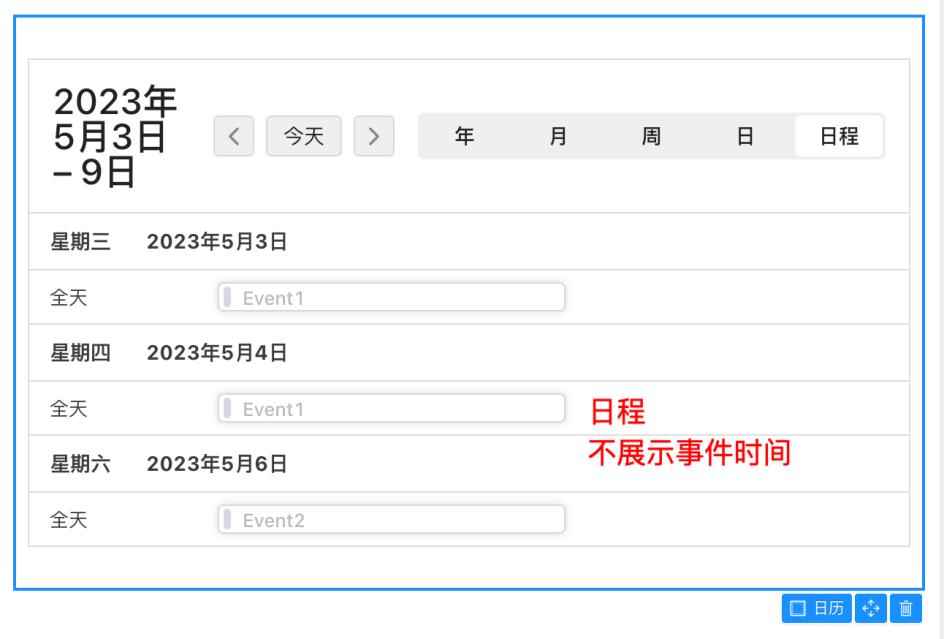 2023年
5月3日
– 9日
今天
年
月
周
日
日程
星期三 2023年5月3日
全天 Event1
星期四 2023年5月4日
全天 Event1
日程
不展示事件时间
星期六 2023年5月6日
全天 Event2
日历